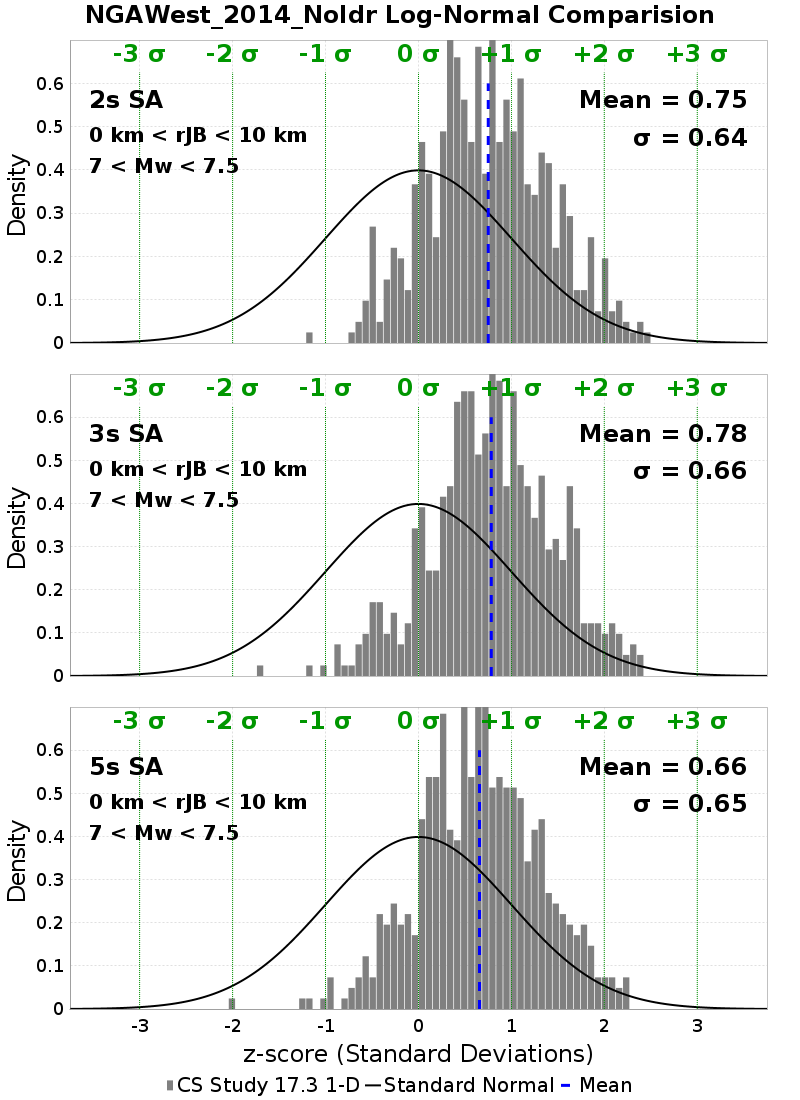 NGAWest_2014_NoIdr Log-Normal Comparision
-3 σ -2 σ -1 σ 0 σ +1 σ +2 σ +3 σ
2s SA
Mean = 0.75
0 km < rJB < 10 km
σ = 0.64
7 < Mw < 7.5
Density
0.6
0.5
0.4
0.3
0.2
0.1
0
-3 σ -2 σ -1 σ 0 σ +1 σ +2 σ +3 σ
3s SA
Mean = 0.78
0 km < rJB < 10 km
σ = 0.66
7 < Mw < 7.5
Density
0.6
0.5
0.4
0.3
0.2
0.1
0
-3 σ -2 σ -1 σ 0 σ +1 σ +2 σ +3 σ
5s SA
Mean = 0.66
0 km < rJB < 10 km
σ = 0.65
7 < Mw < 7.5
Density
0.6
0.5
0.4
0.3
0.2
0.1
0
-3 -2 -1 0 1 2 3
z-score (Standard Deviations)
CS Study 17.3 1-D Standard Normal Mean